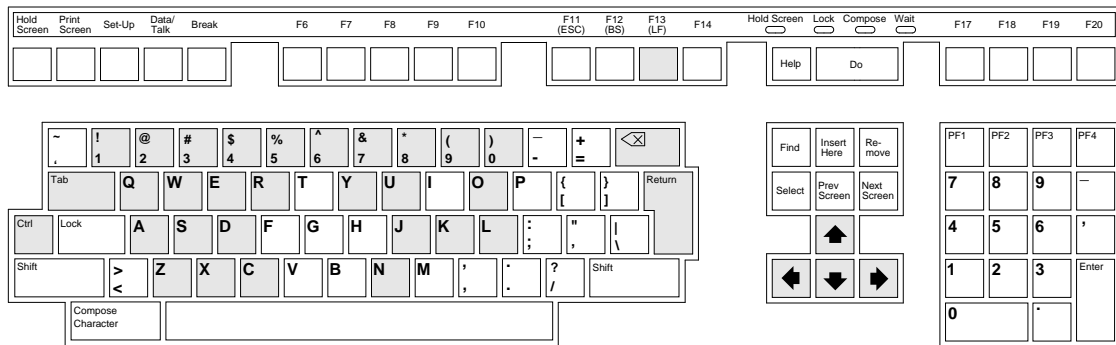 Hold Screen Print Screen Set-Up Data/ Talk Break F6 F7 F8 F9 F10 F11 (ESC) F12 (BS) F13 (LF) F14 Hold Screen Lock Compose Wait F17 F18 F19 F20
Help Do
~ ! @ # $ % ^ & * ( ) — +
‘ 1 2 3 4 5 6 7 8 9 0 - =
Find Insert Here Re- move
PF1 PF2 PF3 PF4
Tab Q W E R T Y U I O P { [ } ] Return
Select Prev Screen Next Screen
7 8 9 —
Ctrl Lock A S D F G H J K L : ; " , | \
4 5 6 ,
Shift > < Z X C V B N M , , . . ? / Shift
1 2 3 Enter
Compose Character
0 .